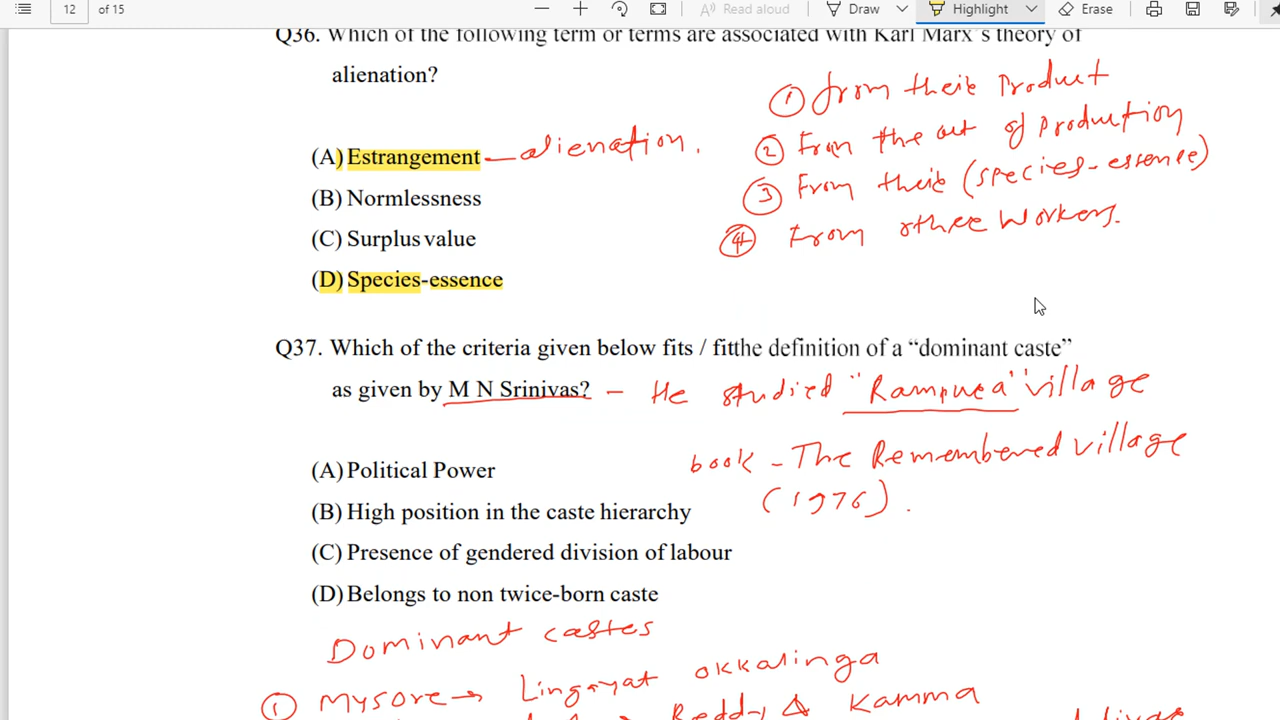 12 of 15 Read aloud Draw Highlight Erase
Q36. Which of the following term or terms are associated with Karl Marx's theory of
alienation?
① from their Product
② From the act of Production
(A) Estrangement – alienation.
③ From their (species-essence)
(B) Normlessness
④ From other workers.
(C) Surplus value
(D) Species-essence
Q37. Which of the criteria given below fits / fitthe definition of a “dominant caste”
as given by M N Srinivas? – He studied "Rampura" village
book - The Remembered village
(A) Political Power
(1976).
(B) High position in the caste hierarchy
(C) Presence of gendered division of labour
(D) Belongs to non twice-born caste
Dominant castes
① Mysore → Lingayat okkalinga
Reddy & Kamma